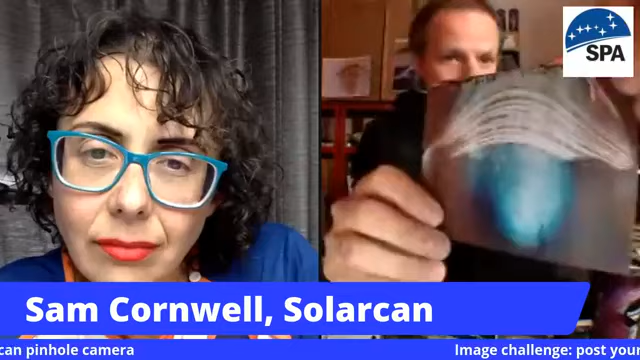 SPA
Sam Cornwell, Solarcan
can pinhole camera
Image challenge: post your